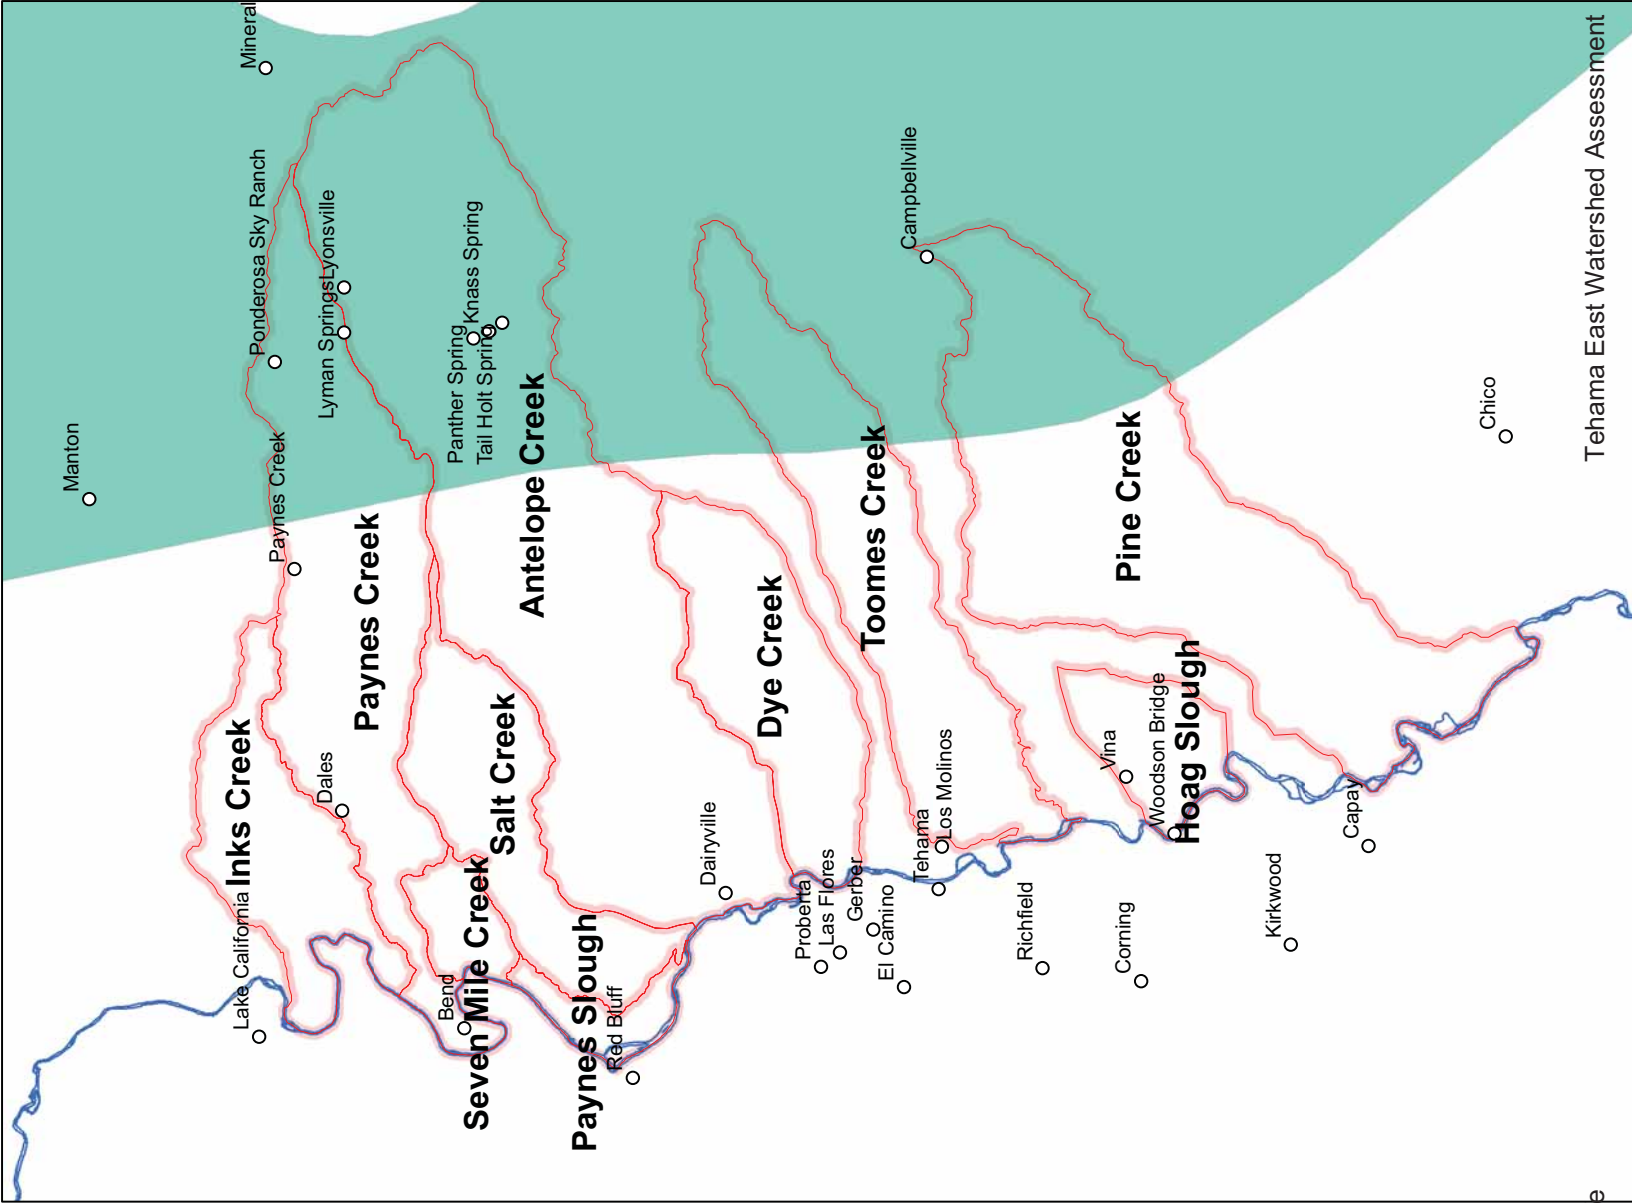 Manton
Mineral
Ponderosa Sky Ranch
Paynes Creek
Lyonsville
Lyman Springs
Knass Spring
Panther Spring
Tail Holt Spring
Campbellville
Inks Creek
Paynes Creek
Antelope Creek
Salt Creek
Seven Mile Creek
Paynes Slough
Dye Creek
Toomes Creek
Pine Creek
Hoag Slough
Lake California
Dales
Bend
Red Bluff
Dairyville
Proberta
Las Flores
Gerber
El Camino
Tehama
Los Molinos
Richfield
Vina
Woodson Bridge
Corning
Kirkwood
Capay
Chico
Tehama East Watershed Assessment
e